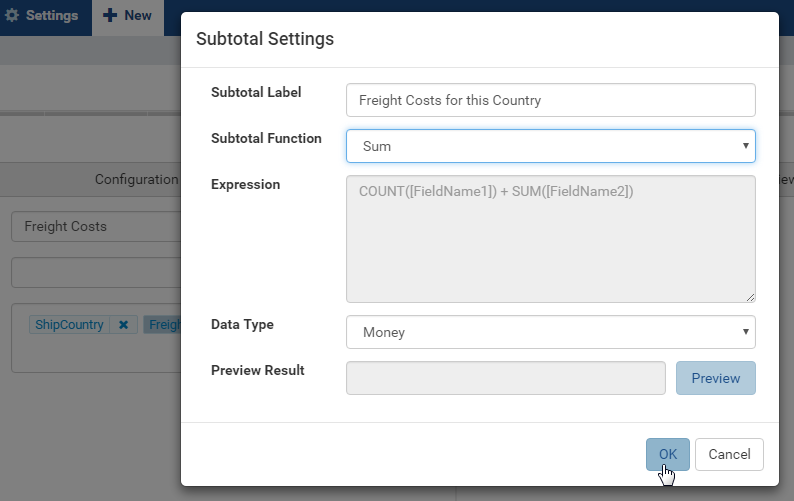 Settings
New
Subtotal Settings
Subtotal Label
Freight Costs for this Country
Subtotal Function
Sum
Expression
COUNT([FieldName1]) + SUM([FieldName2])
Configuration
Freight Costs
ShipCountry
Freigh
Data Type
Money
Preview Result
Preview
OK
Cancel